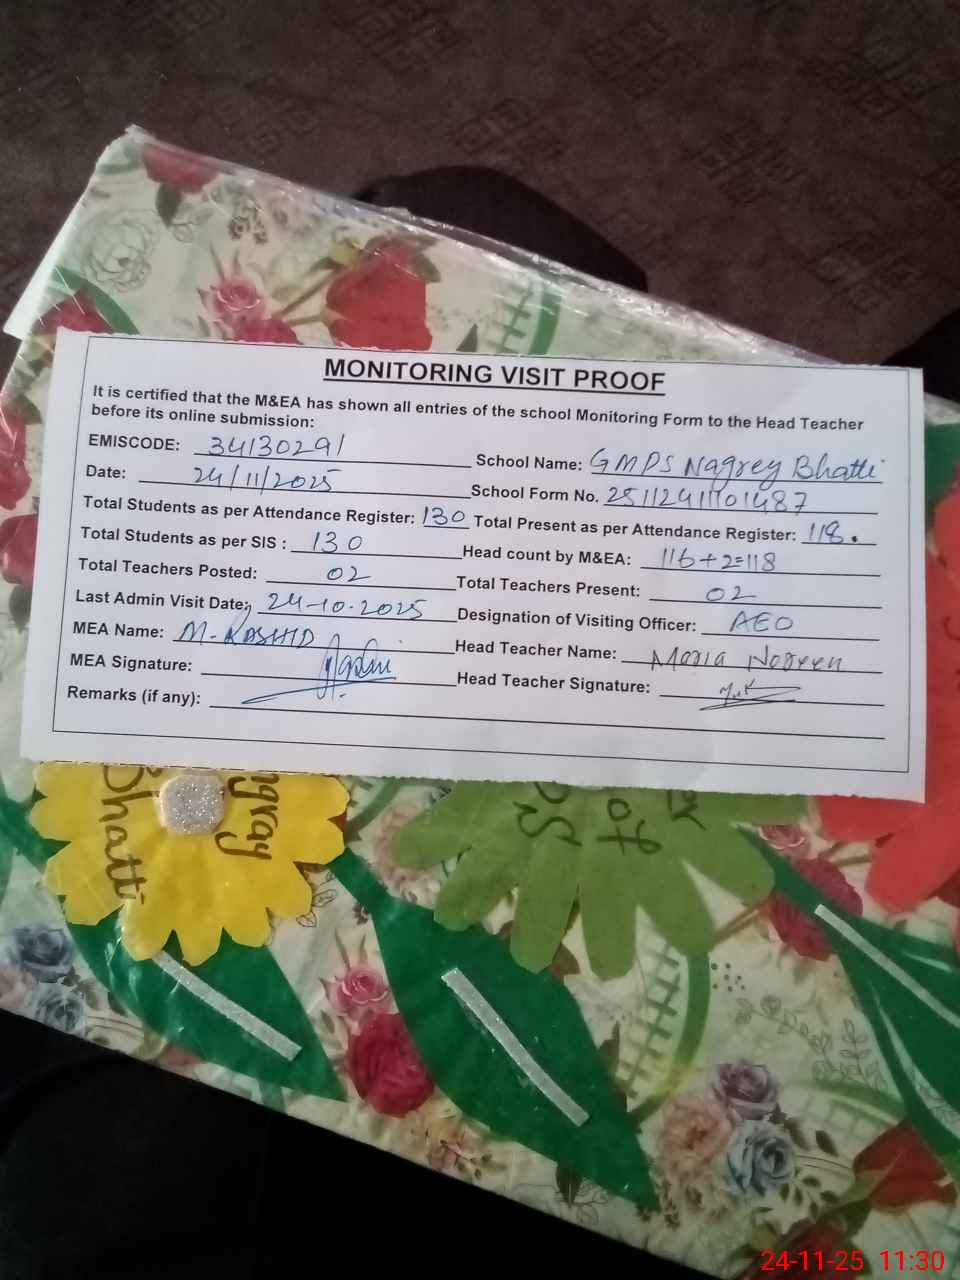 MONITORING VISIT PROOF
It is certified that the M&EA has shown all entries of the school Monitoring Form to the Head Teacher
before its online submission:
EMISCODE: 34130291 School Name: GMPS Nagrey Bhatti
Date: 24/11/2025 School Form No. 25112411101487
Total Students as per Attendance Register: 130 Total Present as per Attendance Register: 118.
Total Students as per SIS : 130 Head count by M&EA: 116+2=118
Total Teachers Posted: 02 Total Teachers Present: 02
Last Admin Visit Date: 24-10-2025 Designation of Visiting Officer: AEO
MEA Name: M. RASHID Head Teacher Name: Maria Noreen
MEA Signature: Head Teacher Signature:
Remarks (if any):
Bhatti
of
24-11-25 11:30